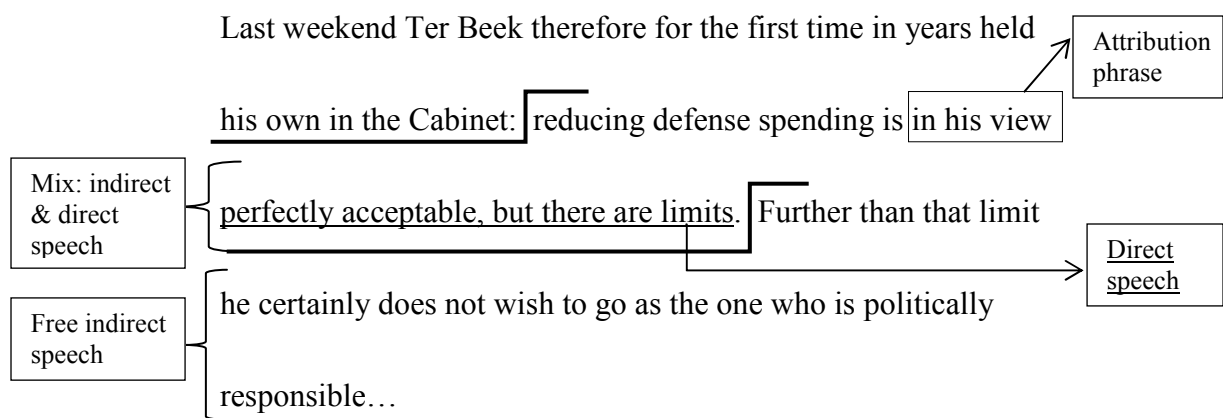 Last weekend Ter Beek therefore for the first time in years held
Attribution
phrase
his own in the Cabinet: reducing defense spending is in his view
Mix: indirect
& direct
speech
perfectly acceptable, but there are limits. Further than that limit
Direct
speech
Free indirect
speech
he certainly does not wish to go as the one who is politically
responsible…